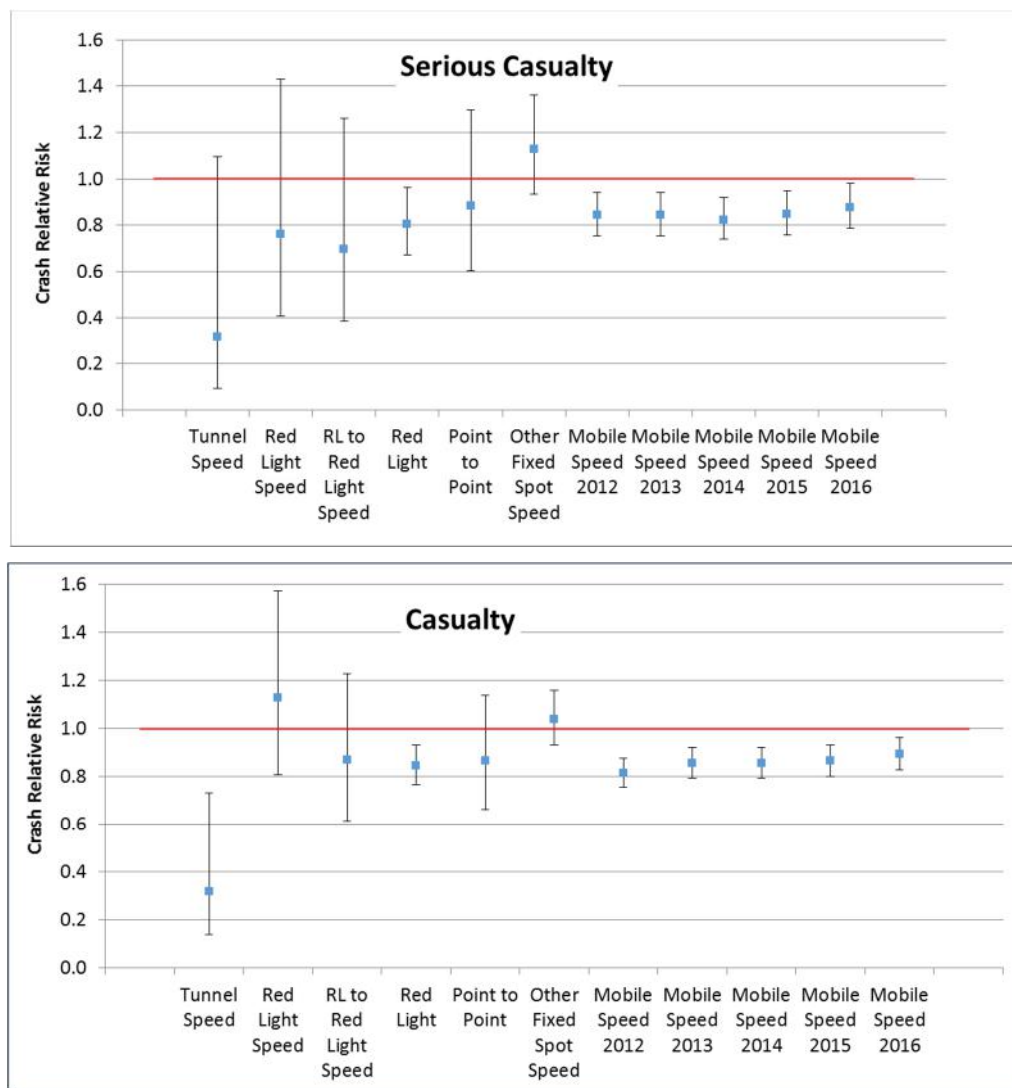 Serious Casualty
Crash Relative Risk
1.6
1.4
1.2
1.0
0.8
0.6
0.4
0.2
0.0
Tunnel Speed
Red Light Speed
RL to Red Light Speed
Red Light
Point to Point
Other Fixed Spot Speed
Mobile Speed 2012
Mobile Speed 2013
Mobile Speed 2014
Mobile Speed 2015
Mobile Speed 2016
Casualty
Crash Relative Risk
1.6
1.4
1.2
1.0
0.8
0.6
0.4
0.2
0.0
Tunnel Speed
Red Light Speed
RL to Red Light Speed
Red Light
Point to Point
Other Fixed Spot Speed
Mobile Speed 2012
Mobile Speed 2013
Mobile Speed 2014
Mobile Speed 2015
Mobile Speed 2016